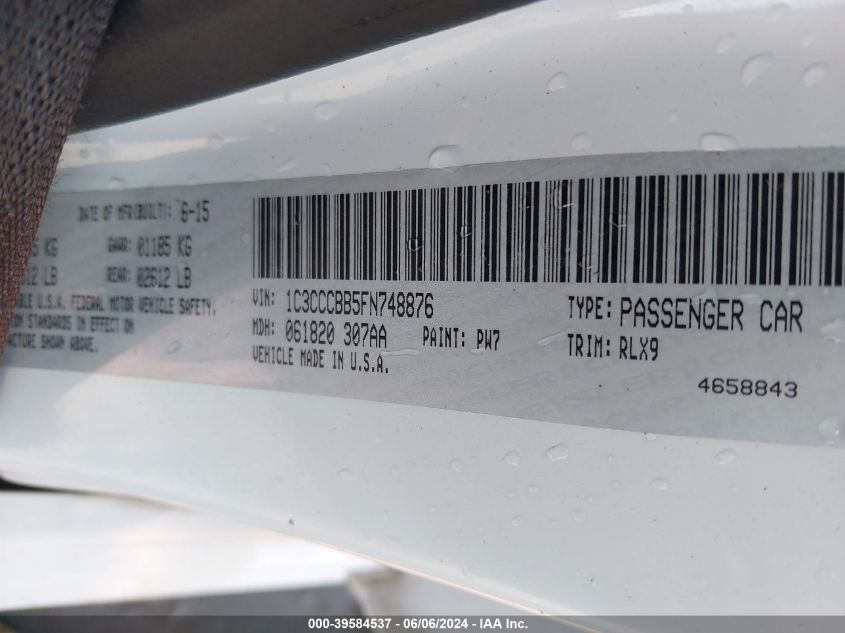 DATE OF MFR(BUILT): 6-15
KG GAWR: 01185 KG
LB REAR: 02612 LB
U.S.A. FEDERAL MOTOR VEHICLE SAFETY,
ON STANDARDS IN EFFECT ON
SHOWN ABOVE.
VIN: 1C3CCCBB5FN748876
MDH: 061820 307AA PAINT: PW7
VEHICLE MADE IN U.S.A.
TYPE: PASSENGER CAR
TRIM: RLX9
4658843
000-39584537 - 06/06/2024 - IAA Inc.